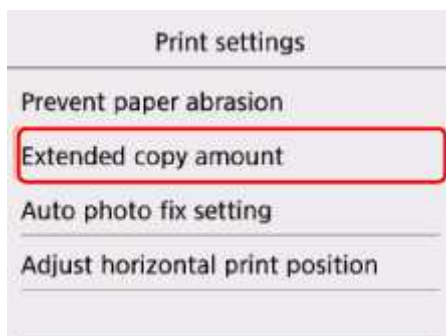 Print settings
Prevent paper abrasion
Extended copy amount
Auto photo fix setting
Adjust horizontal print position